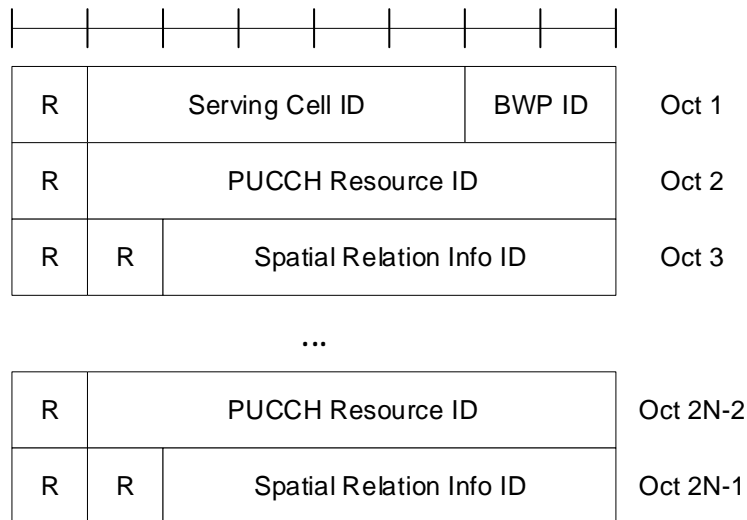 R Serving Cell ID BWP ID Oct 1
R PUCCH Resource ID Oct 2
R R Spatial Relation Info ID Oct 3
...
R PUCCH Resource ID Oct 2N-2
R R Spatial Relation Info ID Oct 2N-1